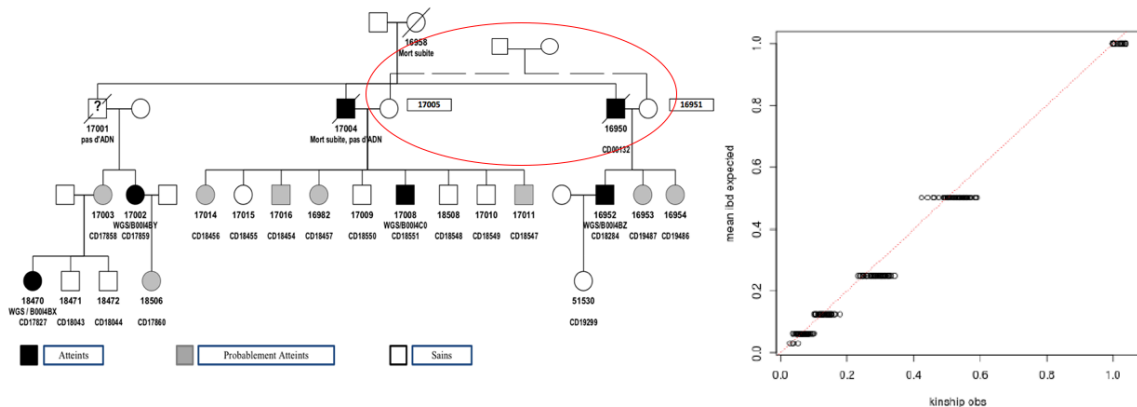 16958
Mort subite
17005
16951
?
17001
pas d'ADN
17004
Mort subite, pas d'ADN
16950
CD00132
17003 17002 17014 17015 17016 16982 17009 17008 18508 17010 17011 16952 16953 16954
WGS/B00I4BY WGS/B00I4C0 WGS/B00I4BZ
CD17858 CD17859 CD18456 CD18455 CD18454 CD18457 CD18550 CD18551 CD18548 CD18549 CD18547 CD18284 CD19487 CD19486
18470 18471 18472 18506 51530
WGS / B00I4BX
CD17827 CD18043 CD18044 CD17860 CD19299
Atteints Probablement Atteints Sains
mean ibd expected
1.0
0.8
0.6
0.4
0.2
0.0
0.0 0.2 0.4 0.6 0.8 1.0
kinship obs